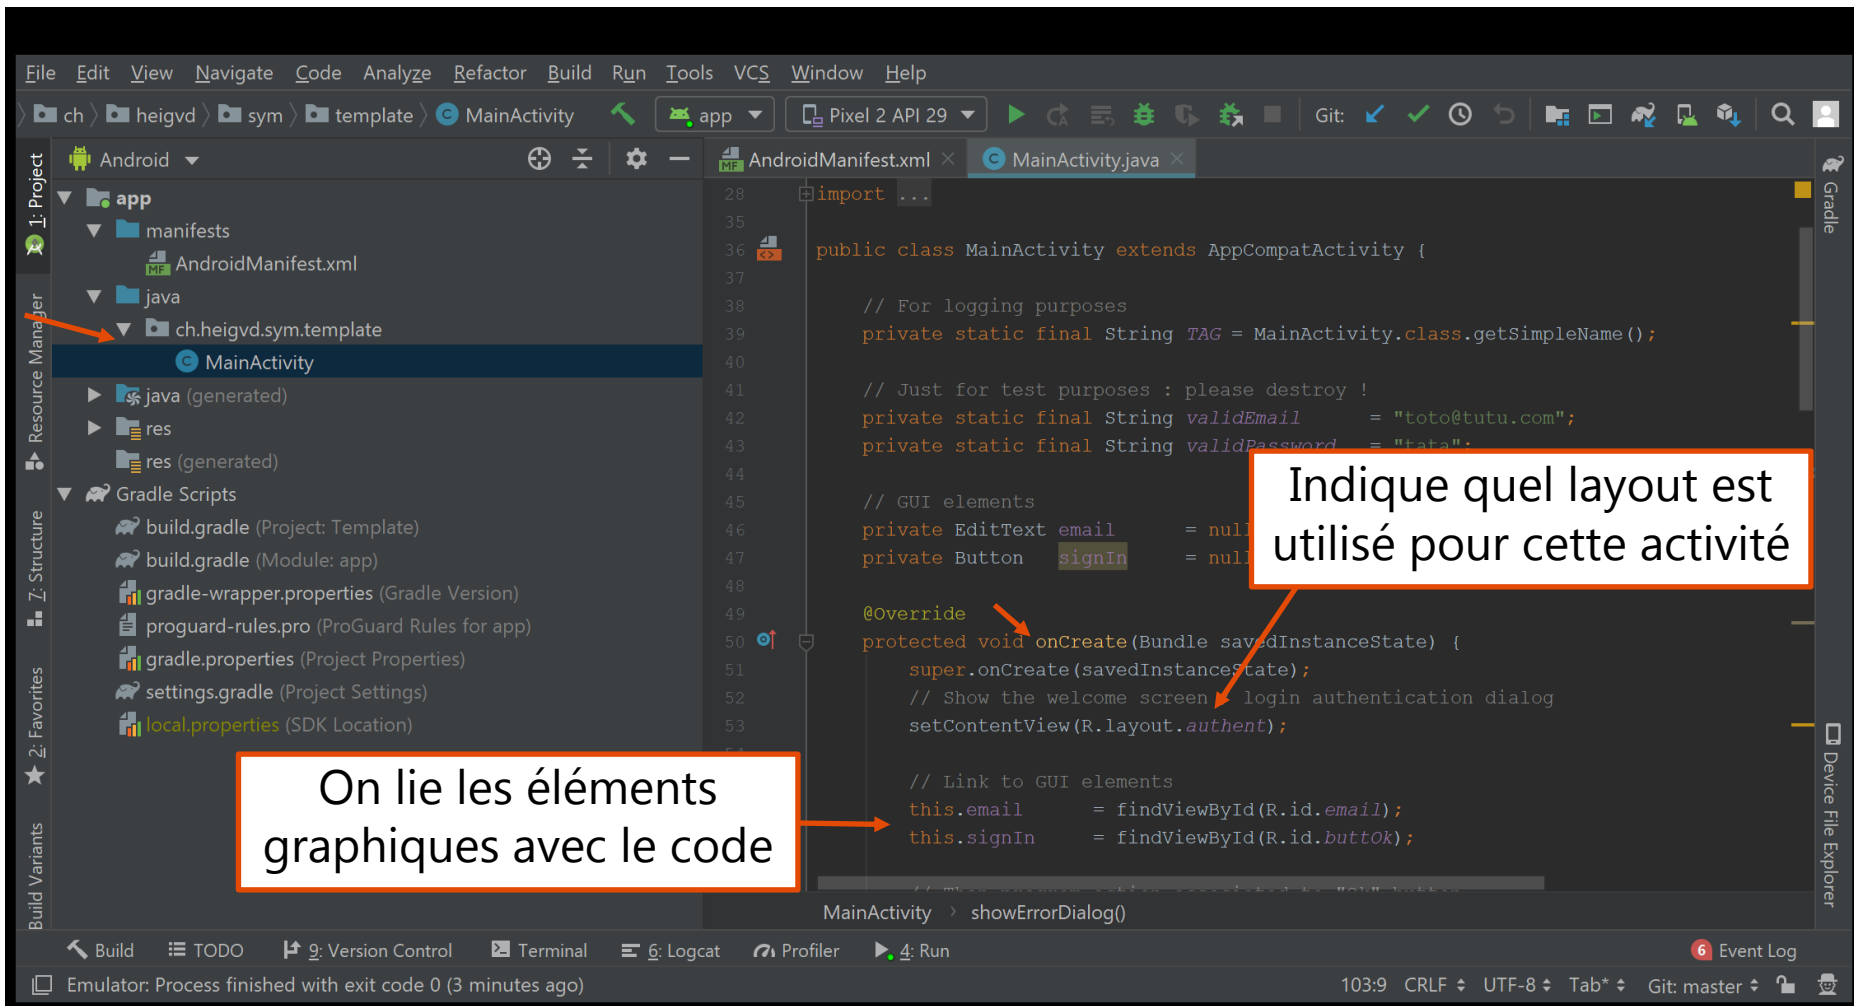 File Edit View Navigate Code Analyze Refactor Build Run Tools VCS Window Help
ch heigvd sym template MainActivity app Pixel 2 API 29 Git:
1: Project
Resource Manager
7: Structure
2: Favorites
Build Variants
Android
app
manifests
AndroidManifest.xml
java
ch.heigvd.sym.template
MainActivity
java (generated)
res
res (generated)
Gradle Scripts
build.gradle (Project: Template)
build.gradle (Module: app)
gradle-wrapper.properties (Gradle Version)
proguard-rules.pro (ProGuard Rules for app)
gradle.properties (Project Properties)
settings.gradle (Project Settings)
local.properties (SDK Location)
AndroidManifest.xml MainActivity.java
28 import ...
35
36 public class MainActivity extends AppCompatActivity {
37
38 // For logging purposes
39 private static final String TAG = MainActivity.class.getSimpleName();
40
41 // Just for test purposes : please destroy !
42 private static final String validEmail = "toto@tutu.com";
43 private static final String validPassword = "tata";
44
45 // GUI elements
46 private EditText email = null
47 private Button signIn = null
48
49 @Override
50 protected void onCreate(Bundle savedInstanceState) {
51 super.onCreate(savedInstanceState);
52 // Show the welcome screen login authentication dialog
53 setContentView(R.layout.authent);
// Link to GUI elements
this.email = findViewById(R.id.email);
this.signIn = findViewById(R.id.buttOk);
Indique quel layout est
utilisé pour cette activité
On lie les éléments
graphiques avec le code
MainActivity showErrorDialog()
Gradle
Device File Explorer
Build TODO 9: Version Control Terminal 6: Logcat Profiler 4: Run 6 Event Log
Emulator: Process finished with exit code 0 (3 minutes ago) 103:9 CRLF UTF-8 Tab* Git: master